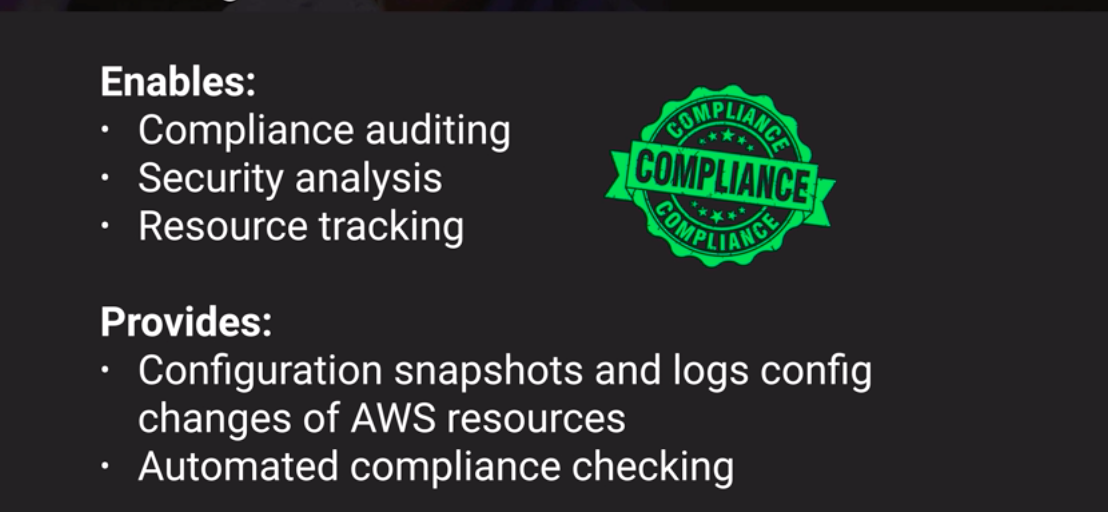 Enables:
· Compliance auditing
· Security analysis
· Resource tracking
COMPLIANCE
COMPLIANCE
COMPLIANCE
Provides:
· Configuration snapshots and logs config
changes of AWS resources
· Automated compliance checking